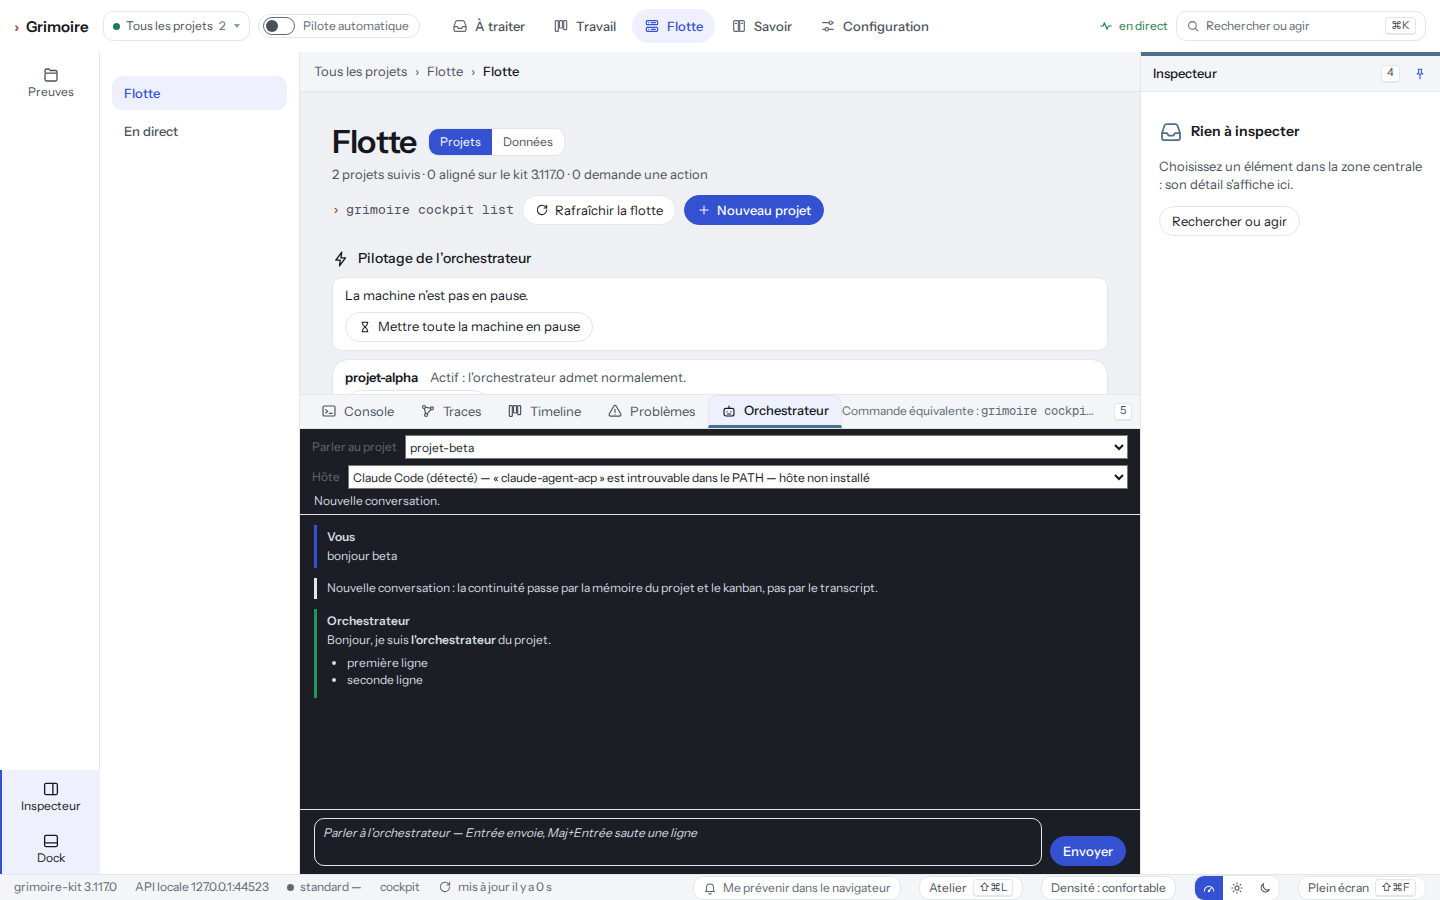 › Grimoire
Tous les projets 2
Pilote automatique
À traiter
Travail
Flotte
Savoir
Configuration
en direct
Rechercher ou agir ⌘K
Preuves
Flotte
En direct
Tous les projets › Flotte › Flotte
Inspecteur 4
Flotte
Projets
Données
2 projets suivis · 0 aligné sur le kit 3.117.0 · 0 demande une action
› grimoire cockpit list
Rafraîchir la flotte
Nouveau projet
Pilotage de l'orchestrateur
La machine n'est pas en pause.
Mettre toute la machine en pause
projet-alpha Actif : l'orchestrateur admet normalement.
Rien à inspecter
Choisissez un élément dans la zone centrale
: son détail s'affiche ici.
Rechercher ou agir
Console
Traces
Timeline
Problèmes
Orchestrateur
Commande équivalente : grimoire cockpi… 5
Parler au projet projet-beta
Hôte Claude Code (détecté) — « claude-agent-acp » est introuvable dans le PATH — hôte non installé
Nouvelle conversation.
Vous
bonjour beta
Nouvelle conversation : la continuité passe par la mémoire du projet et le kanban, pas par le transcript.
Orchestrateur
Bonjour, je suis l'orchestrateur du projet.
• première ligne
• seconde ligne
Parler à l'orchestrateur — Entrée envoie, Maj+Entrée saute une ligne
Envoyer
Inspecteur
Dock
grimoire-kit 3.117.0
API locale 127.0.0.1:44523
standard —
cockpit
mis à jour il y a 0 s
Me prévenir dans le navigateur
Atelier ⇧⌘L
Densité : confortable
Plein écran ⇧⌘F